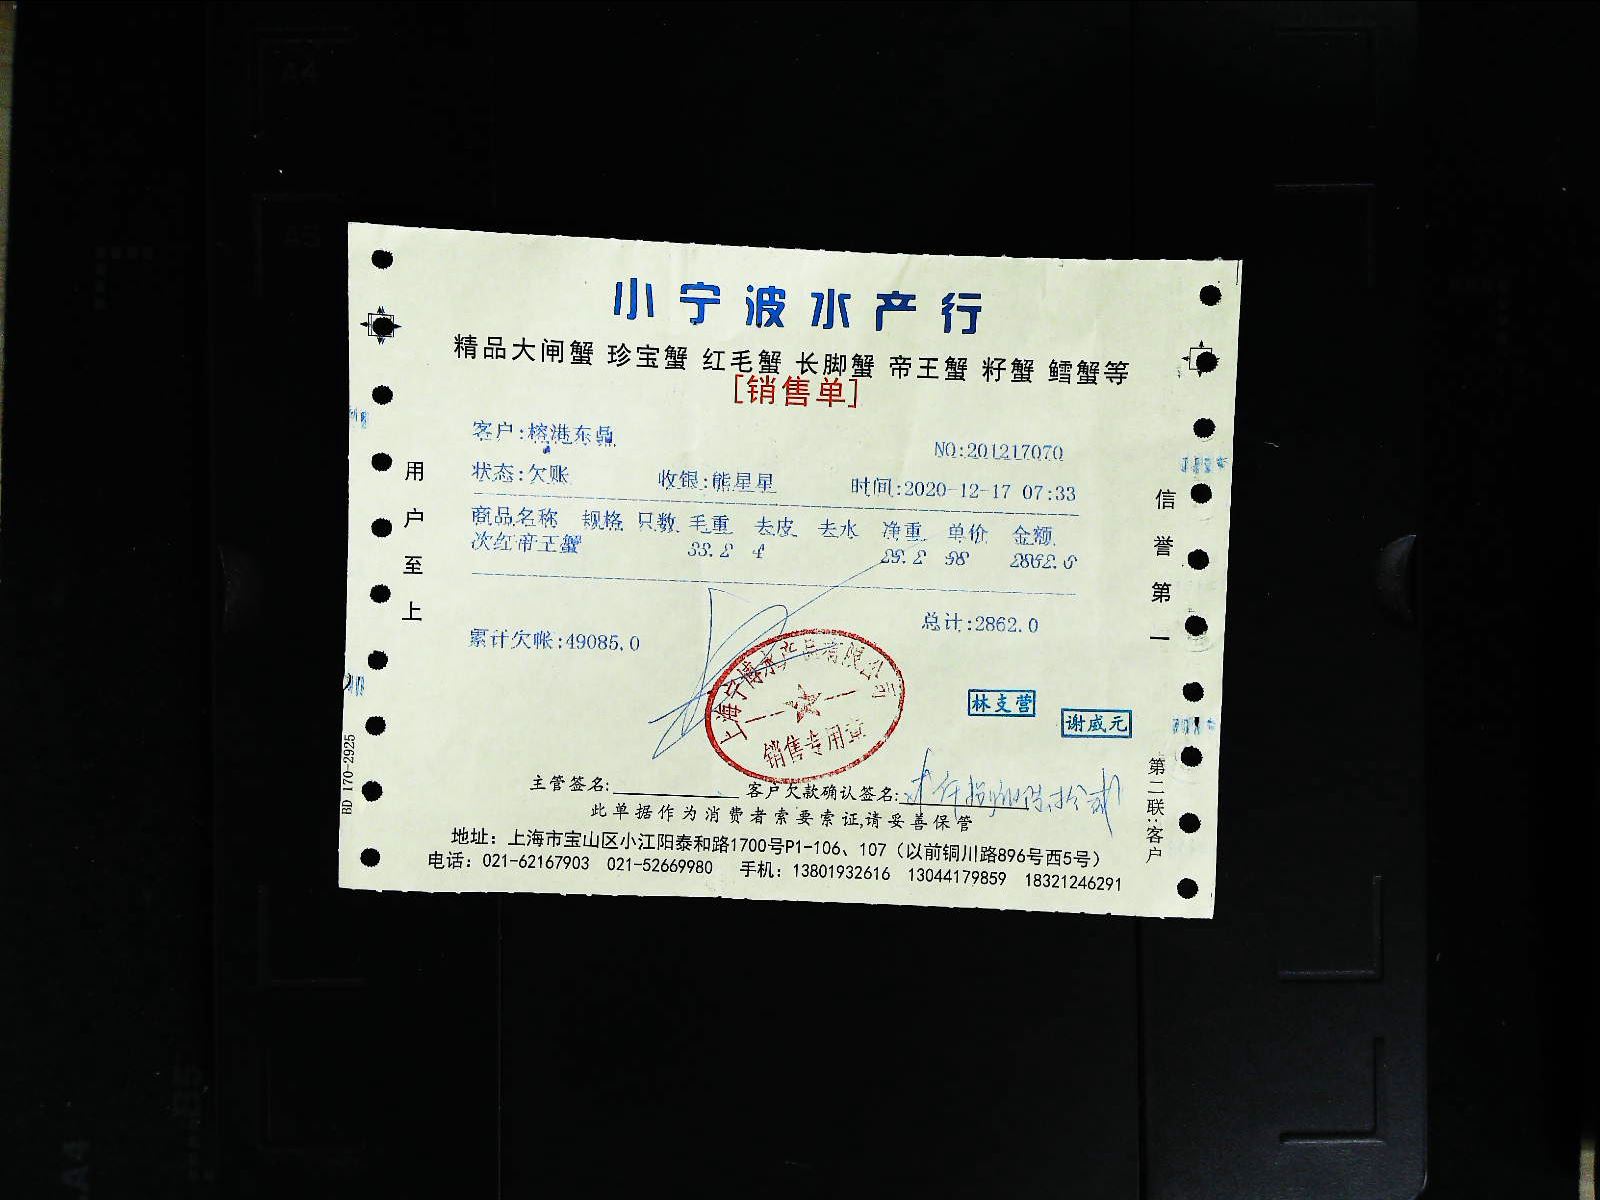 小宁波水产行
精品大闸蟹 珍宝蟹 红毛蟹 长脚蟹 帝王蟹 籽蟹 鳕蟹等
[销售单]
客户:榕港东鼎
NO:201217070
状态:欠账 收银:熊星星 时间:2020-12-17 07:33
商品名称 规格 只数 毛重 去皮 去水 净重 单价 金额
次红帝王蟹 33.2 4 29.2 98 2862.0
总计:2862.0
累计欠帐:49085.0
上海宁博水产品有限公司
销售专用章
林支营
谢威元
主管签名: 客户欠款确认签名:
此单据作为消费者索要索证,请妥善保管
地址：上海市宝山区小江阳泰和路1700号P1-106、107（以前铜川路896号西5号）
电话：021-62167903 021-52669980 手机：13801932616 13044179859 18321246291
用户至上
信誉第一
第二联:客户
BD 170-2925
A4
A5